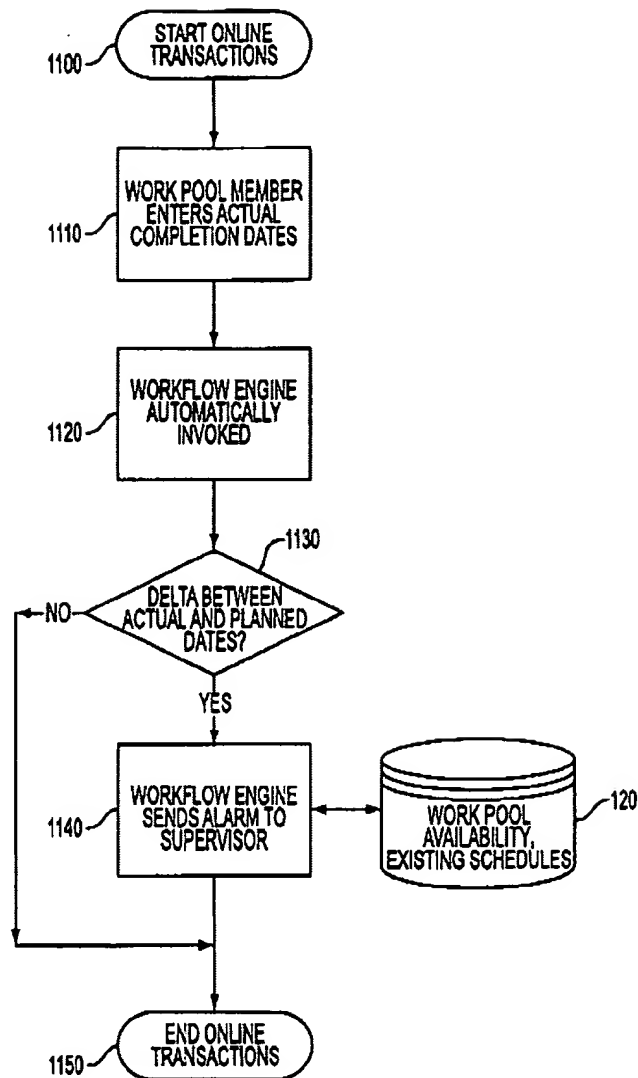 START ONLINE
TRANSACTIONS
1100
WORK POOL MEMBER
ENTERS ACTUAL
COMPLETION DATES
1110
WORKFLOW ENGINE
AUTOMATICALLY
INVOKED
1120
1130
DELTA BETWEEN
ACTUAL AND PLANNED
DATES?
NO
YES
WORKFLOW ENGINE
SENDS ALARM TO
SUPERVISOR
1140
WORK POOL
AVAILABILITY,
EXISTING SCHEDULES
120
END ONLINE
TRANSACTIONS
1150